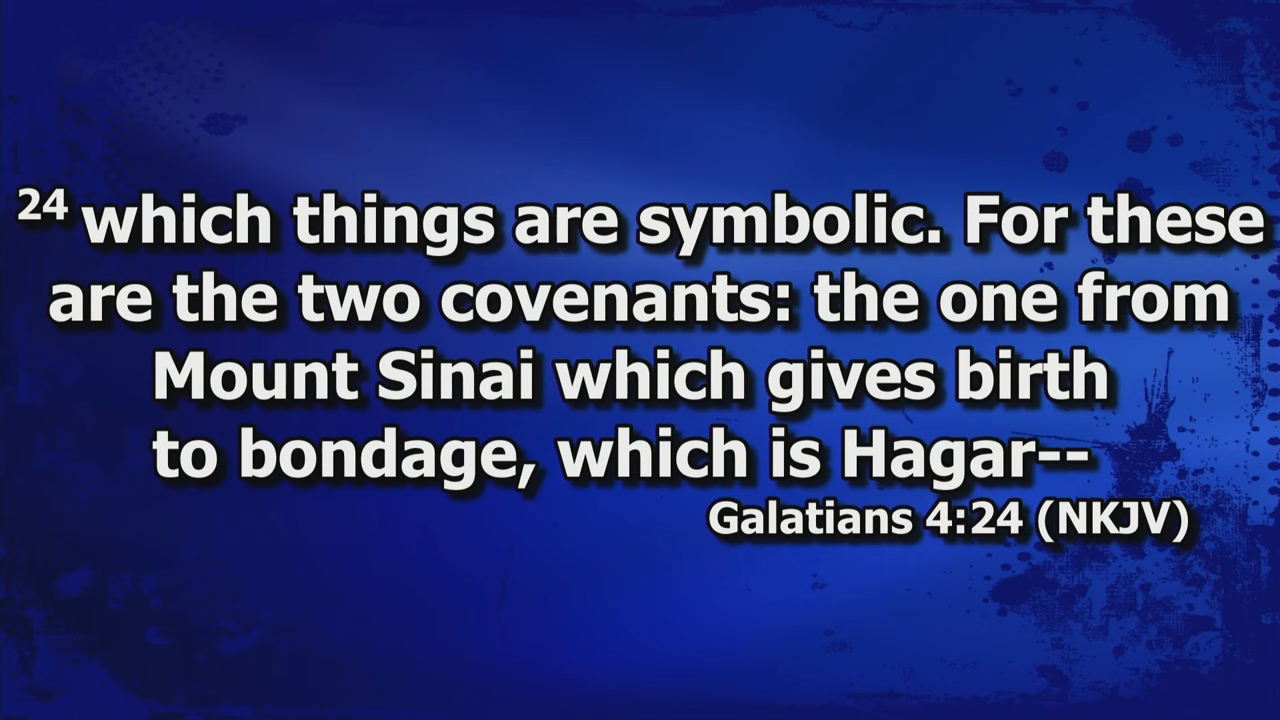 24 which things are symbolic. For these
are the two covenants: the one from
Mount Sinai which gives birth
to bondage, which is Hagar--
Galatians 4:24 (NKJV)